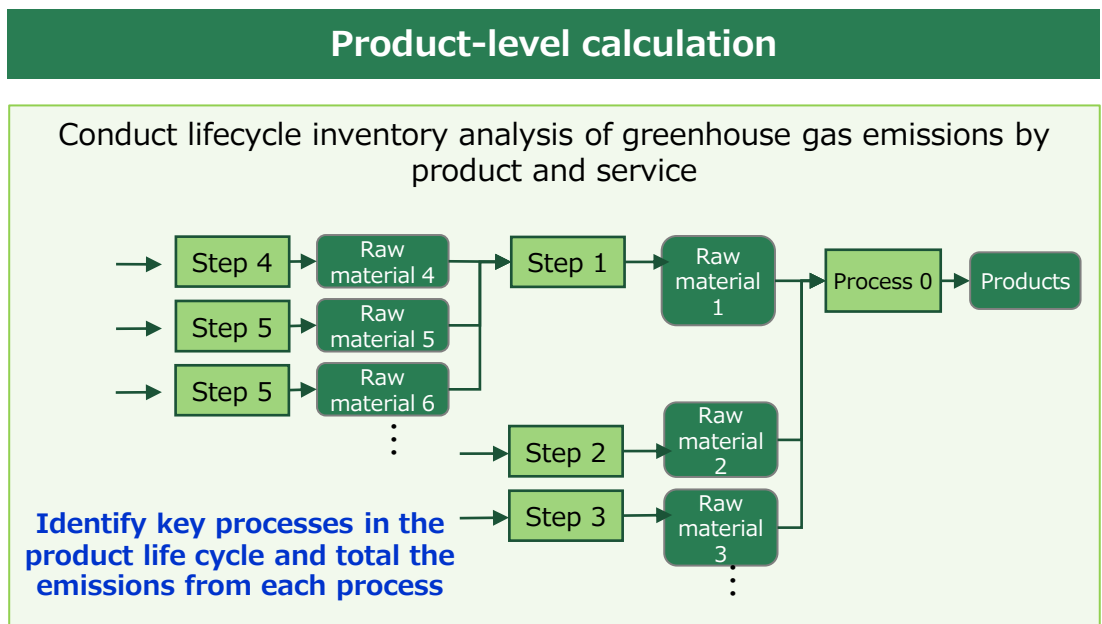 Product-level calculation
Conduct lifecycle inventory analysis of greenhouse gas emissions by
product and service
Step 4
Raw
material 4
Step 1
Raw
material
1
Process 0
Products
Step 5
Raw
material 5
Step 5
Raw
material 6
⋮
Step 2
Raw
material
2
Step 3
Raw
material
3
⋮
Identify key processes in the
product life cycle and total the
emissions from each process